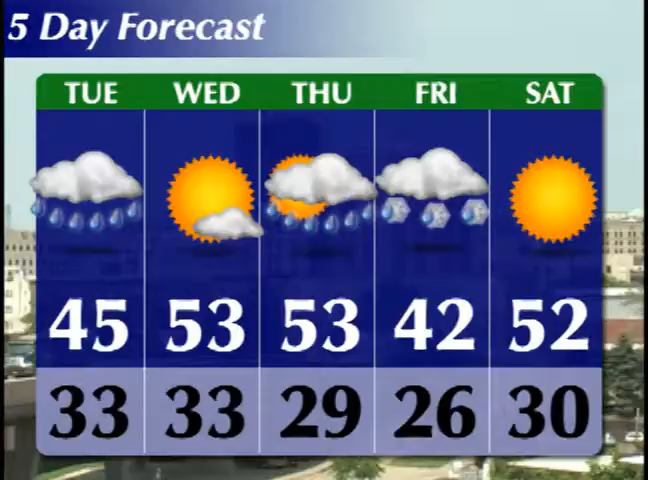 5 Day Forecast
TUE WED THU FRI SAT
45 53 53 42 52
33 33 29 26 30